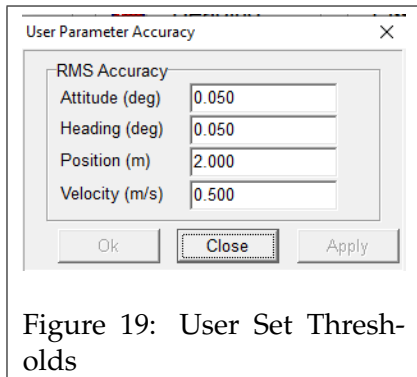 User Parameter Accuracy
RMS Accuracy
Attitude (deg) 0.050
Heading (deg) 0.050
Position (m) 2.000
Velocity (m/s) 0.500
Ok Close Apply
Figure 19: User Set Thresh-
olds